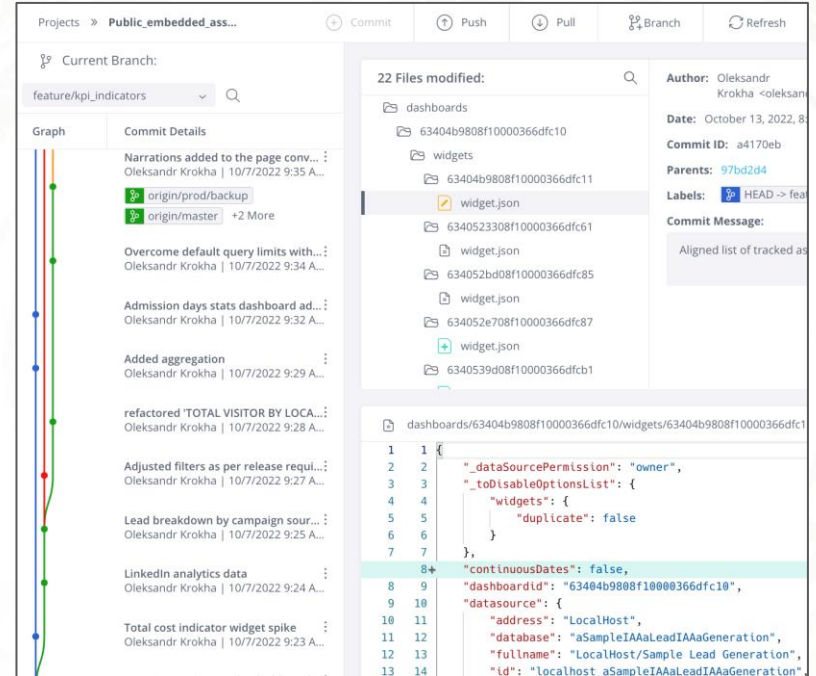 Projects » Public_embedded_ass...
Commit
Push
Pull
Branch
Refresh
Current Branch:
feature/kpi_indicators
Graph
Commit Details
Narrations added to the page conv...
Oleksandr Krokha | 10/7/2022 9:35 A...
origin/prod/backup
origin/master +2 More
Overcome default query limits with...
Oleksandr Krokha | 10/7/2022 9:34 A...
Admission days stats dashboard ad...
Oleksandr Krokha | 10/7/2022 9:32 A...
Added aggregation
Oleksandr Krokha | 10/7/2022 9:29 A...
refactored 'TOTAL VISITOR BY LOCA...
Oleksandr Krokha | 10/7/2022 9:28 A...
Adjusted filters as per release requi...
Oleksandr Krokha | 10/7/2022 9:27 A...
Lead breakdown by campaign sour...
Oleksandr Krokha | 10/7/2022 9:25 A...
LinkedIn analytics data
Oleksandr Krokha | 10/7/2022 9:24 A...
Total cost indicator widget spike
Oleksandr Krokha | 10/7/2022 9:23 A...
22 Files modified:
dashboards
63404b9808f10000366dfc10
widgets
63404b9808f10000366dfc11
widget.json
6340523308f10000366dfc61
widget.json
634052bd08f10000366dfc85
widget.json
634052e708f10000366dfc87
widget.json
6340539d08f10000366dfcb1
Author: Oleksandr
Krokha <oleksan
Date: October 13, 2022, 8:
Commit ID: a4170eb
Parents: 97bd2d4
Labels: HEAD -> feat
Commit Message:
Aligned list of tracked as
dashboards/63404b9808f10000366dfc10/widgets/63404b9808f10000366dfc1
1 1 {
2 2 "_dataSourcePermission": "owner",
3 3 "_toDisableOptionsList": {
4 4 "widgets": {
5 5 "duplicate": false
6 6 }
7 7 },
8+ "continuousDates": false,
8 9 "dashboardid": "63404b9808f10000366dfc10",
9 10 "datasource": {
10 11 "address": "LocalHost",
11 12 "database": "aSampleIAAaLeadIAAaGeneration",
12 13 "fullname": "LocalHost/Sample Lead Generation",
13 14 "id": "localhost_aSampleIAAaLeadIAAaGeneration",